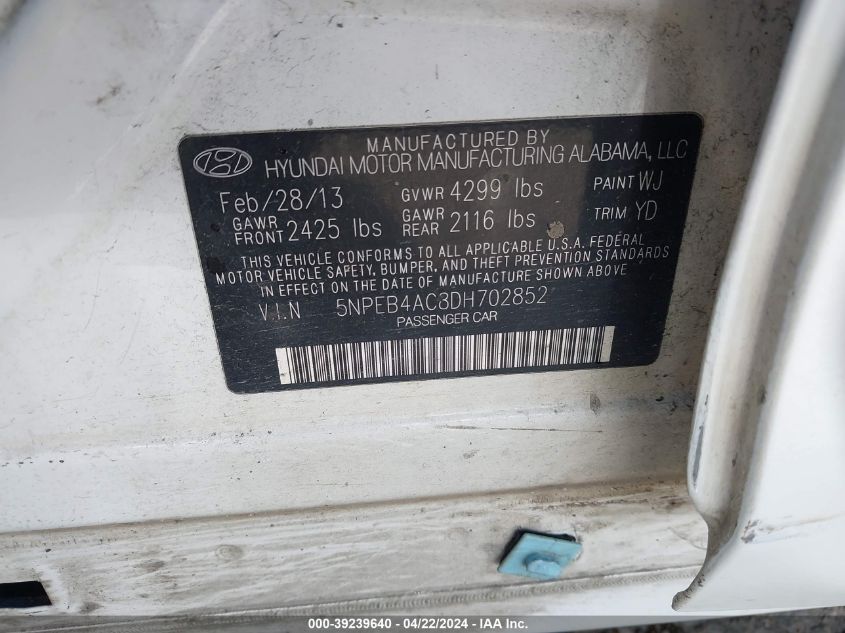 MANUFACTURED BY
HYUNDAI MOTOR MANUFACTURING ALABAMA, LLC
Feb/28/13 GVWR 4299 lbs PAINT WJ
GAWR FRONT 2425 lbs GAWR REAR 2116 lbs TRIM YD
THIS VEHICLE CONFORMS TO ALL APPLICABLE U.S.A. FEDERAL
MOTOR VEHICLE SAFETY, BUMPER, AND THEFT PREVENTION STANDARDS
IN EFFECT ON THE DATE OF MANUFACTURE SHOWN ABOVE
V.I.N 5NPEB4AC3DH702852
PASSENGER CAR
000-39239640 - 04/22/2024 - IAA Inc.